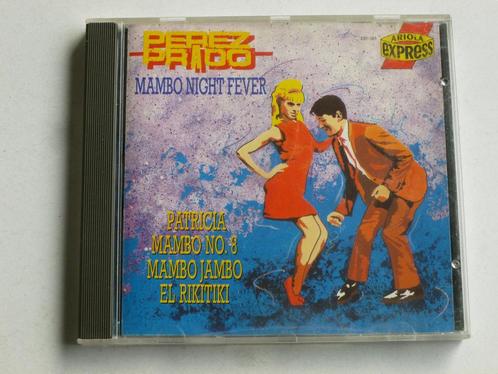 PEREZ
PRADO
MAMBO NIGHT FEVER
ARIOLA
EXPRESS
PATRICIA
MAMBO NO. 8
MAMBO JAMBO
EL RIKITIKI